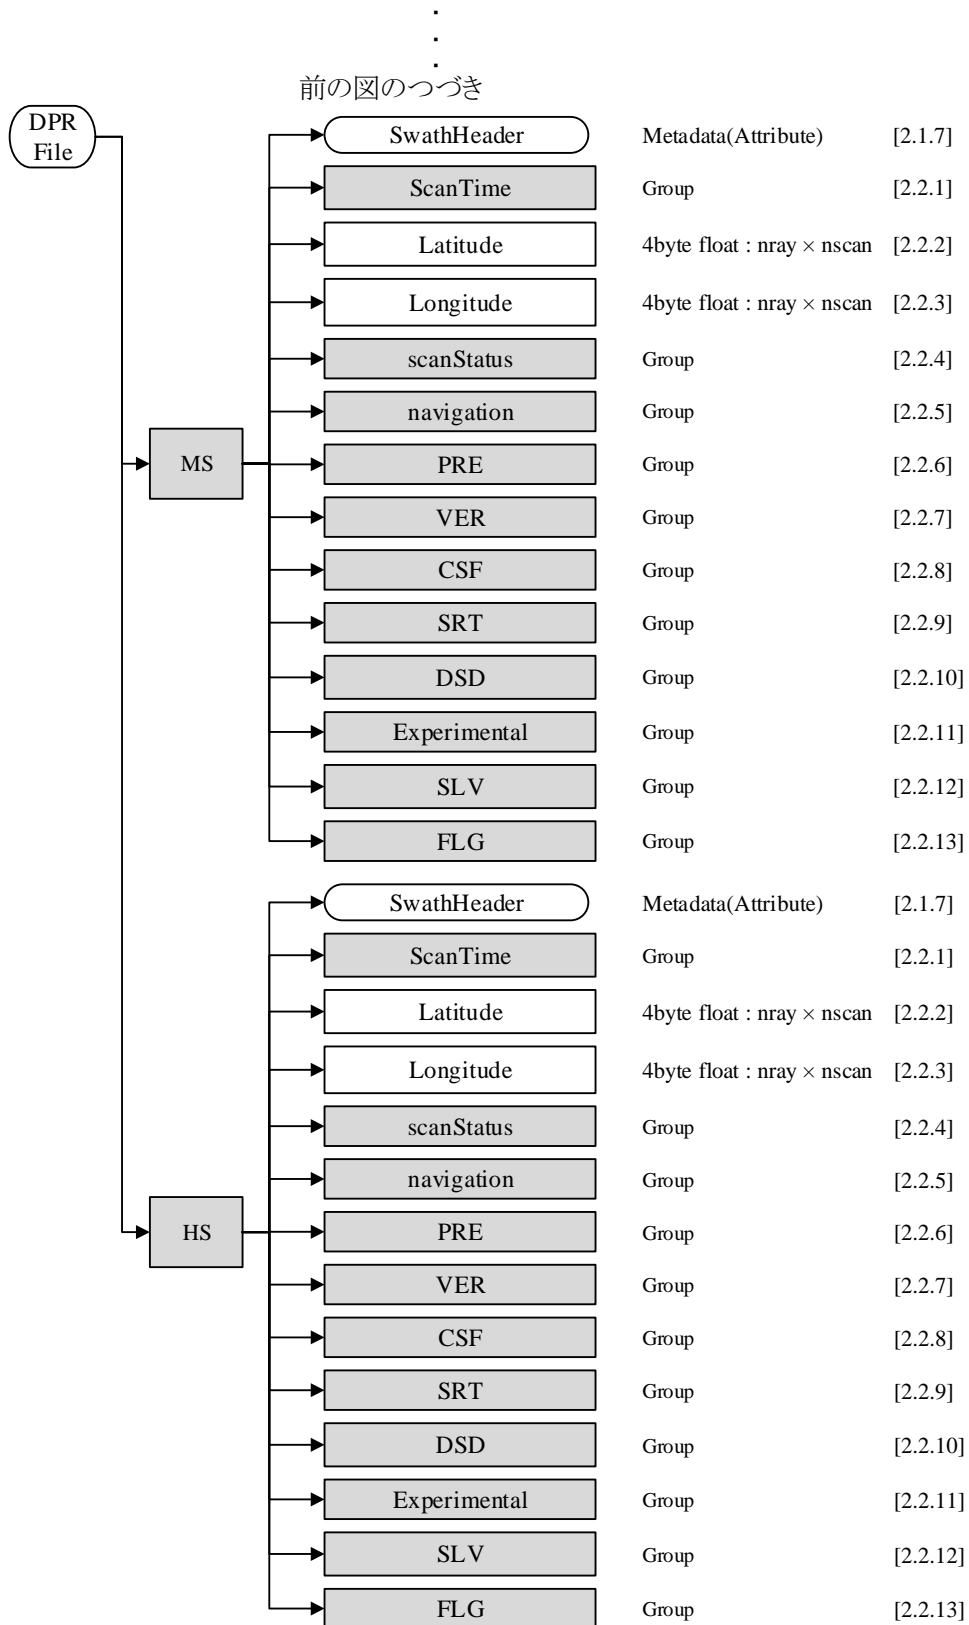 前の図のつづき
DPR
File
SwathHeader Metadata(Attribute) [2.1.7]
ScanTime Group [2.2.1]
Latitude 4byte float : nray × nscan [2.2.2]
Longitude 4byte float : nray × nscan [2.2.3]
scanStatus Group [2.2.4]
navigation Group [2.2.5]
MS
PRE Group [2.2.6]
VER Group [2.2.7]
CSF Group [2.2.8]
SRT Group [2.2.9]
DSD Group [2.2.10]
Experimental Group [2.2.11]
SLV Group [2.2.12]
FLG Group [2.2.13]
SwathHeader Metadata(Attribute) [2.1.7]
ScanTime Group [2.2.1]
Latitude 4byte float : nray × nscan [2.2.2]
Longitude 4byte float : nray × nscan [2.2.3]
scanStatus Group [2.2.4]
navigation Group [2.2.5]
HS
PRE Group [2.2.6]
VER Group [2.2.7]
CSF Group [2.2.8]
SRT Group [2.2.9]
DSD Group [2.2.10]
Experimental Group [2.2.11]
SLV Group [2.2.12]
FLG Group [2.2.13]